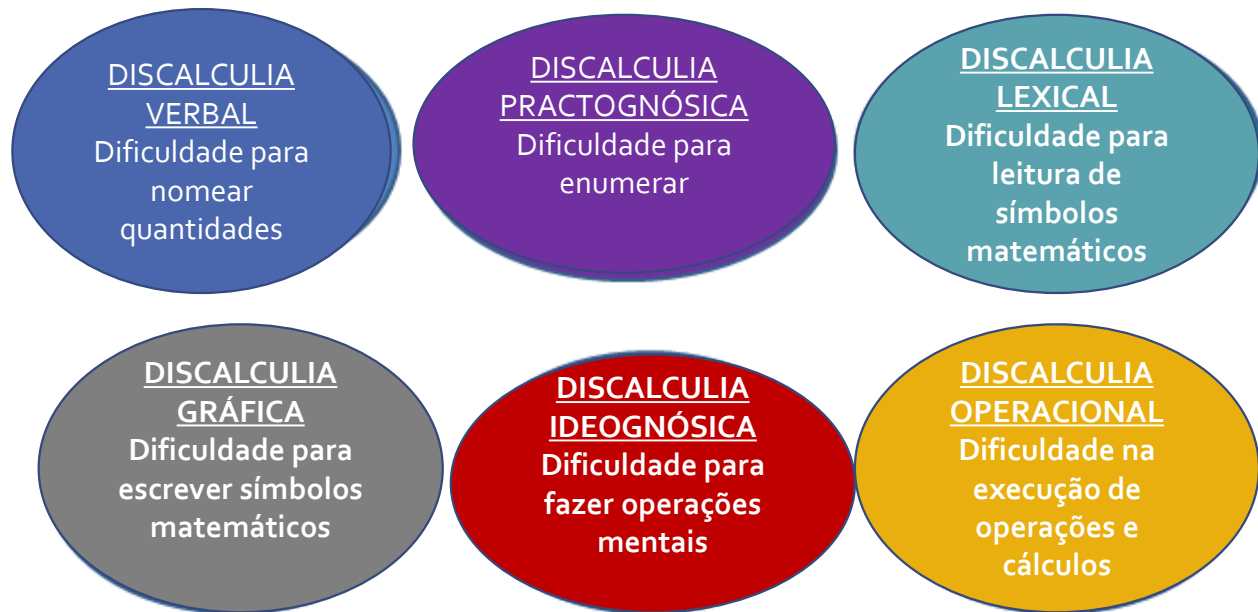 DISCALCULIA
VERBAL
Dificuldade para
nomear
quantidades
DISCALCULIA
PRACTOGNÓSICA
Dificuldade para
enumerar
DISCALCULIA
LEXICAL
Dificuldade para
leitura de
símbolos
matemáticos
DISCALCULIA
GRÁFICA
Dificuldade para
escrever símbolos
matemáticos
DISCALCULIA
IDEOGNÓSICA
Dificuldade para
fazer operações
mentais
DISCALCULIA
OPERACIONAL
Dificuldade na
execução de
operações e
cálculos